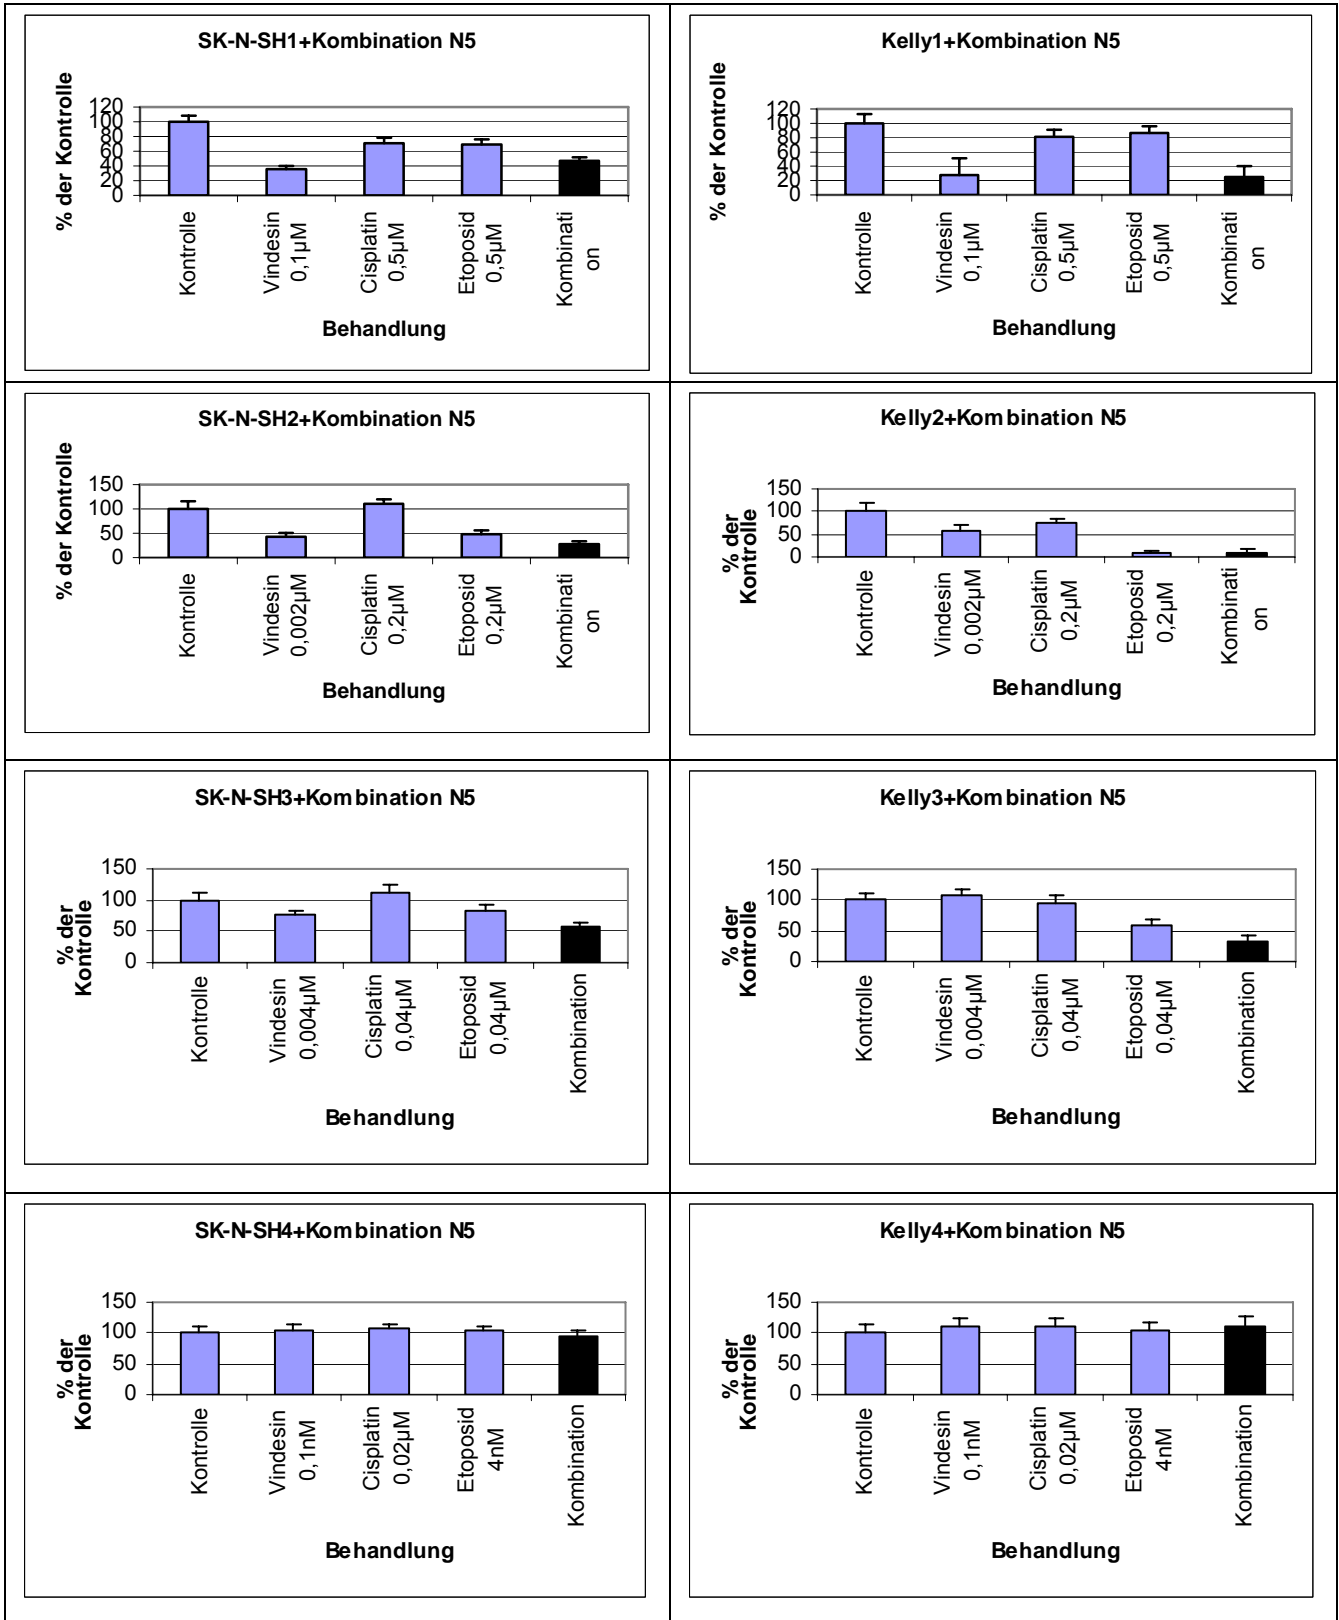 SK-N-SH1+Kombination N5
% der Kontrolle
120
100
80
60
40
20
0
Kontrolle
Vindesin
0,1µM
Cisplatin
0,5µM
Etoposid
0,5µM
Kombinati
on
Behandlung
Kelly1+Kombination N5
% der Kontrolle
120
100
80
60
40
20
0
Kontrolle
Vindesin
0,1µM
Cisplatin
0,5µM
Etoposid
0,5µM
Kombinati
on
Behandlung
SK-N-SH2+Kombination N5
% der Kontrolle
150
100
50
0
Kontrolle
Vindesin
0,002µM
Cisplatin
0,2µM
Etoposid
0,2µM
Kombinati
on
Behandlung
Kelly2+Kombination N5
% der
Kontrolle
150
100
50
0
Kontrolle
Vindesin
0,002µM
Cisplatin
0,2µM
Etoposid
0,2µM
Kombinati
on
Behandlung
SK-N-SH3+Kombination N5
% der
Kontrolle
150
100
50
0
Kontrolle
Vindesin
0,004µM
Cisplatin
0,04µM
Etoposid
0,04µM
Kombination
Behandlung
Kelly3+Kombination N5
% der
Kontrolle
150
100
50
0
Kontrolle
Vindesin
0,004µM
Cisplatin
0,04µM
Etoposid
0,04µM
Kombination
Behandlung
SK-N-SH4+Kombination N5
% der
Kontrolle
150
100
50
0
Kontrolle
Vindesin
0,1nM
Cisplatin
0,02µM
Etoposid
4nM
Kombination
Behandlung
Kelly4+Kombination N5
% der
Kontrolle
150
100
50
0
Kontrolle
Vindesin
0,1nM
Cisplatin
0,02µM
Etoposid
4nM
Kombination
Behandlung